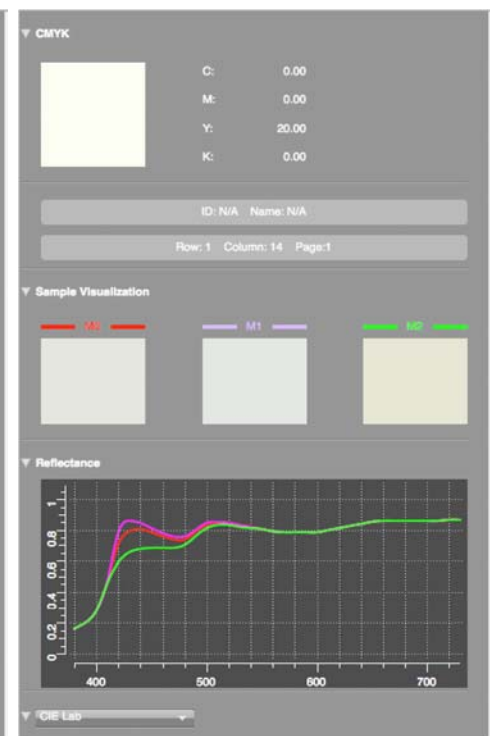 CMYK
C: 0.00
M: 0.00
Y: 20.00
K: 0.00
ID: N/A Name: N/A
Row: 1 Column: 14 Page:1
Sample Visualization
M0 M1 M2
Reflectance
1
0.8
0.6
0.4
0.2
0
400 500 600 700
CIE Lab